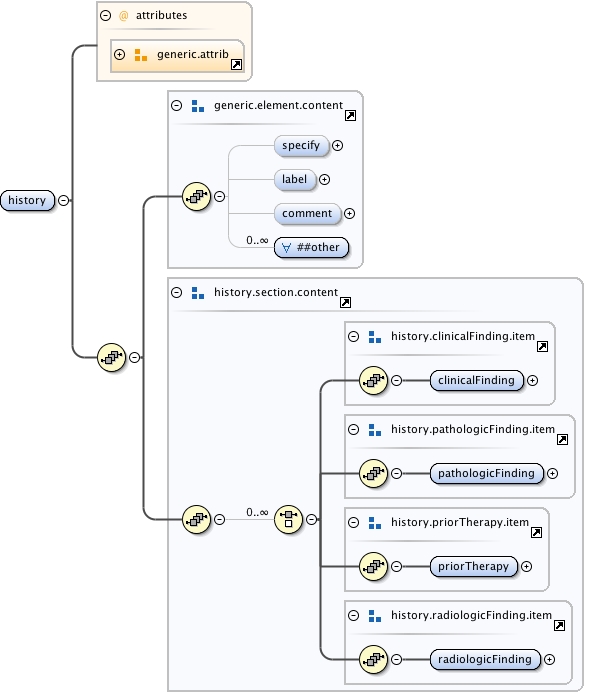 @ attributes
generic.attrib
generic.element.content
specify
label
comment
0..∞
∀ ##other
history
history.section.content
history.clinicalFinding.item
clinicalFinding
history.pathologicFinding.item
pathologicFinding
0..∞
history.priorTherapy.item
priorTherapy
history.radiologicFinding.item
radiologicFinding